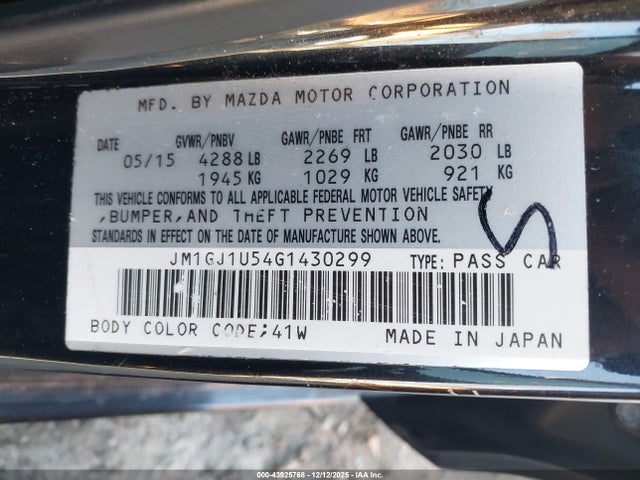 MFD. BY MAZDA MOTOR CORPORATION
DATE GVWR/PNBV GAWR/PNBE FRT GAWR/PNBE RR
05/15 4288 LB 2269 LB 2030 LB
1945 KG 1029 KG 921 KG
THIS VEHICLE CONFORMS TO ALL APPLICABLE FEDERAL MOTOR VEHICLE SAFETY
,BUMPER,AND THEFT PREVENTION
STANDARDS IN EFFECT ON THE DATE OF MANUFACTURE SHOWN ABOVE.
JM1GJ1U54G1430299 TYPE: PASS CAR
BODY COLOR CODE;41W MADE IN JAPAN
000-43925768 - 12/12/2025 - IAAI.COM